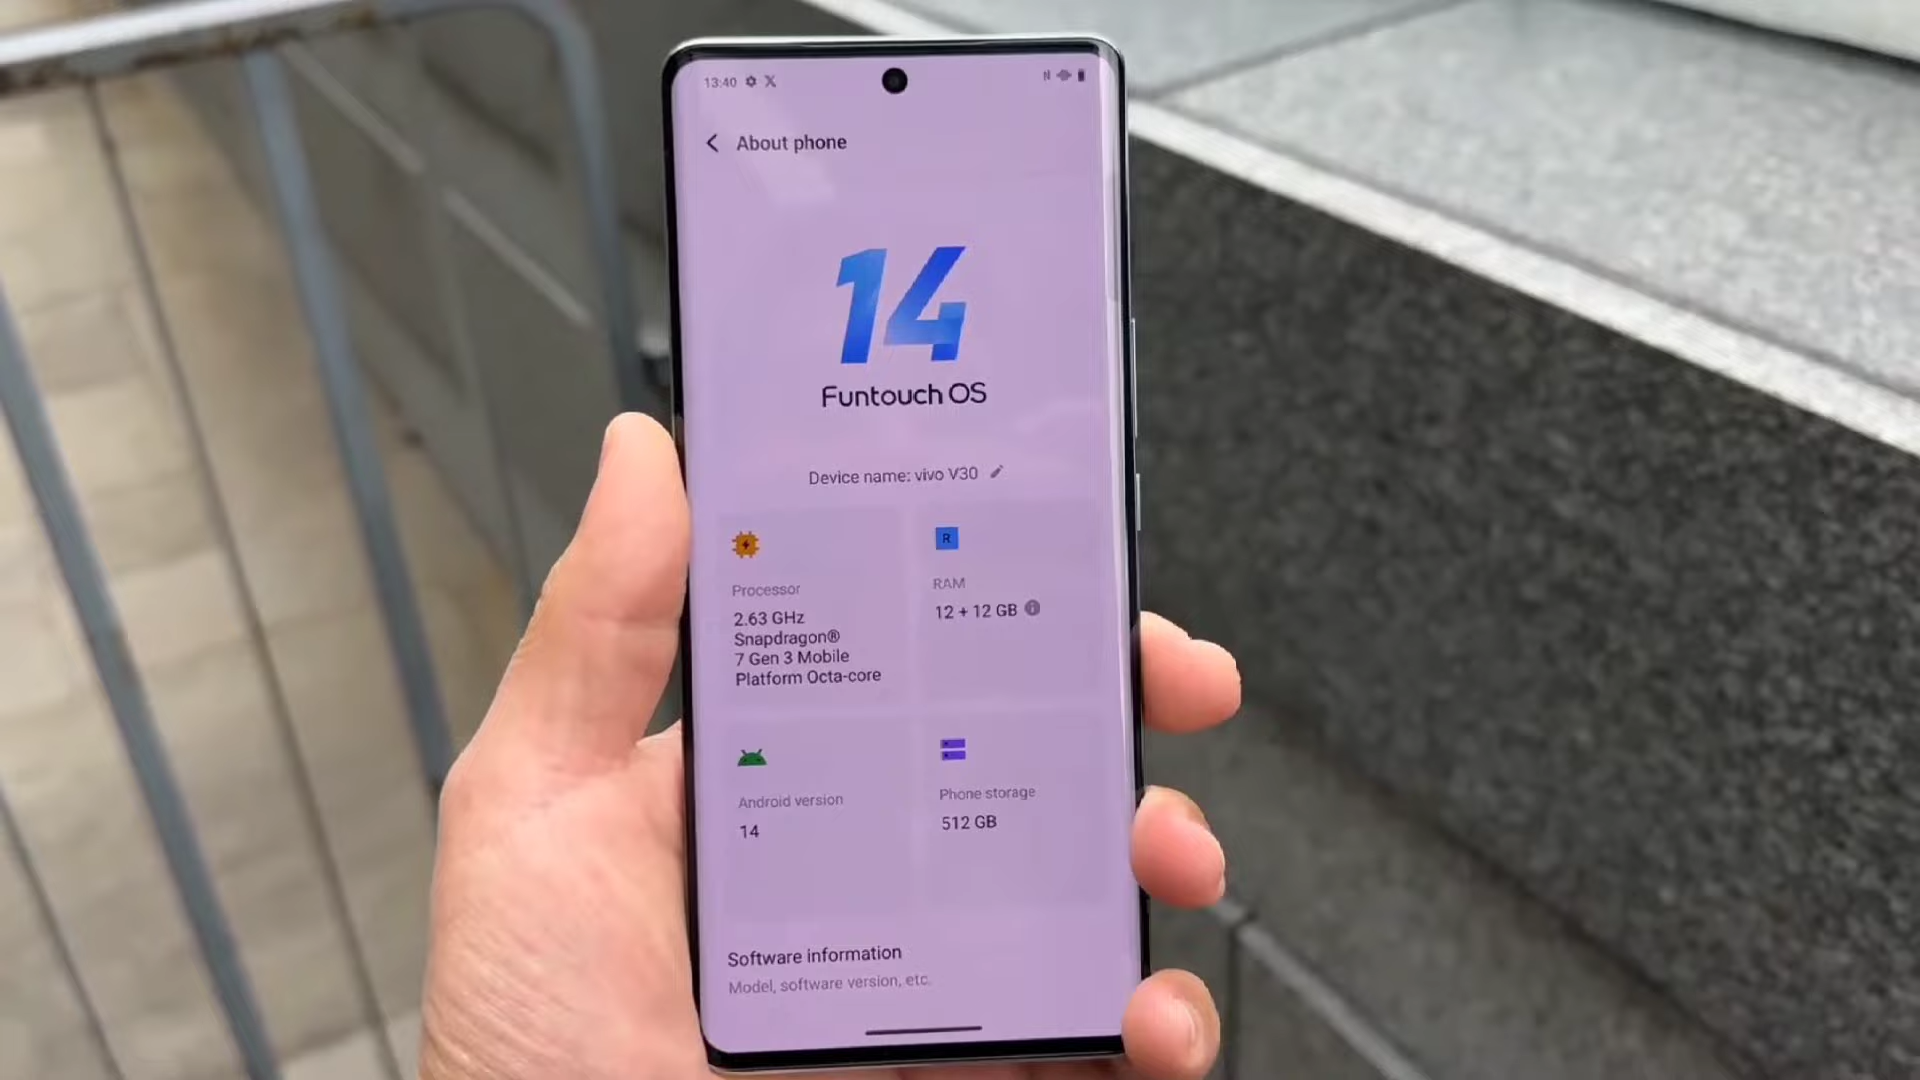 13:40
About phone
14
Funtouch OS
Device name: vivo V30
Processor
2.63 GHz
Snapdragon®
7 Gen 3 Mobile
Platform Octa-core
R
RAM
12 + 12 GB
Android version
14
Phone storage
512 GB
Software information
Model, software version, etc.